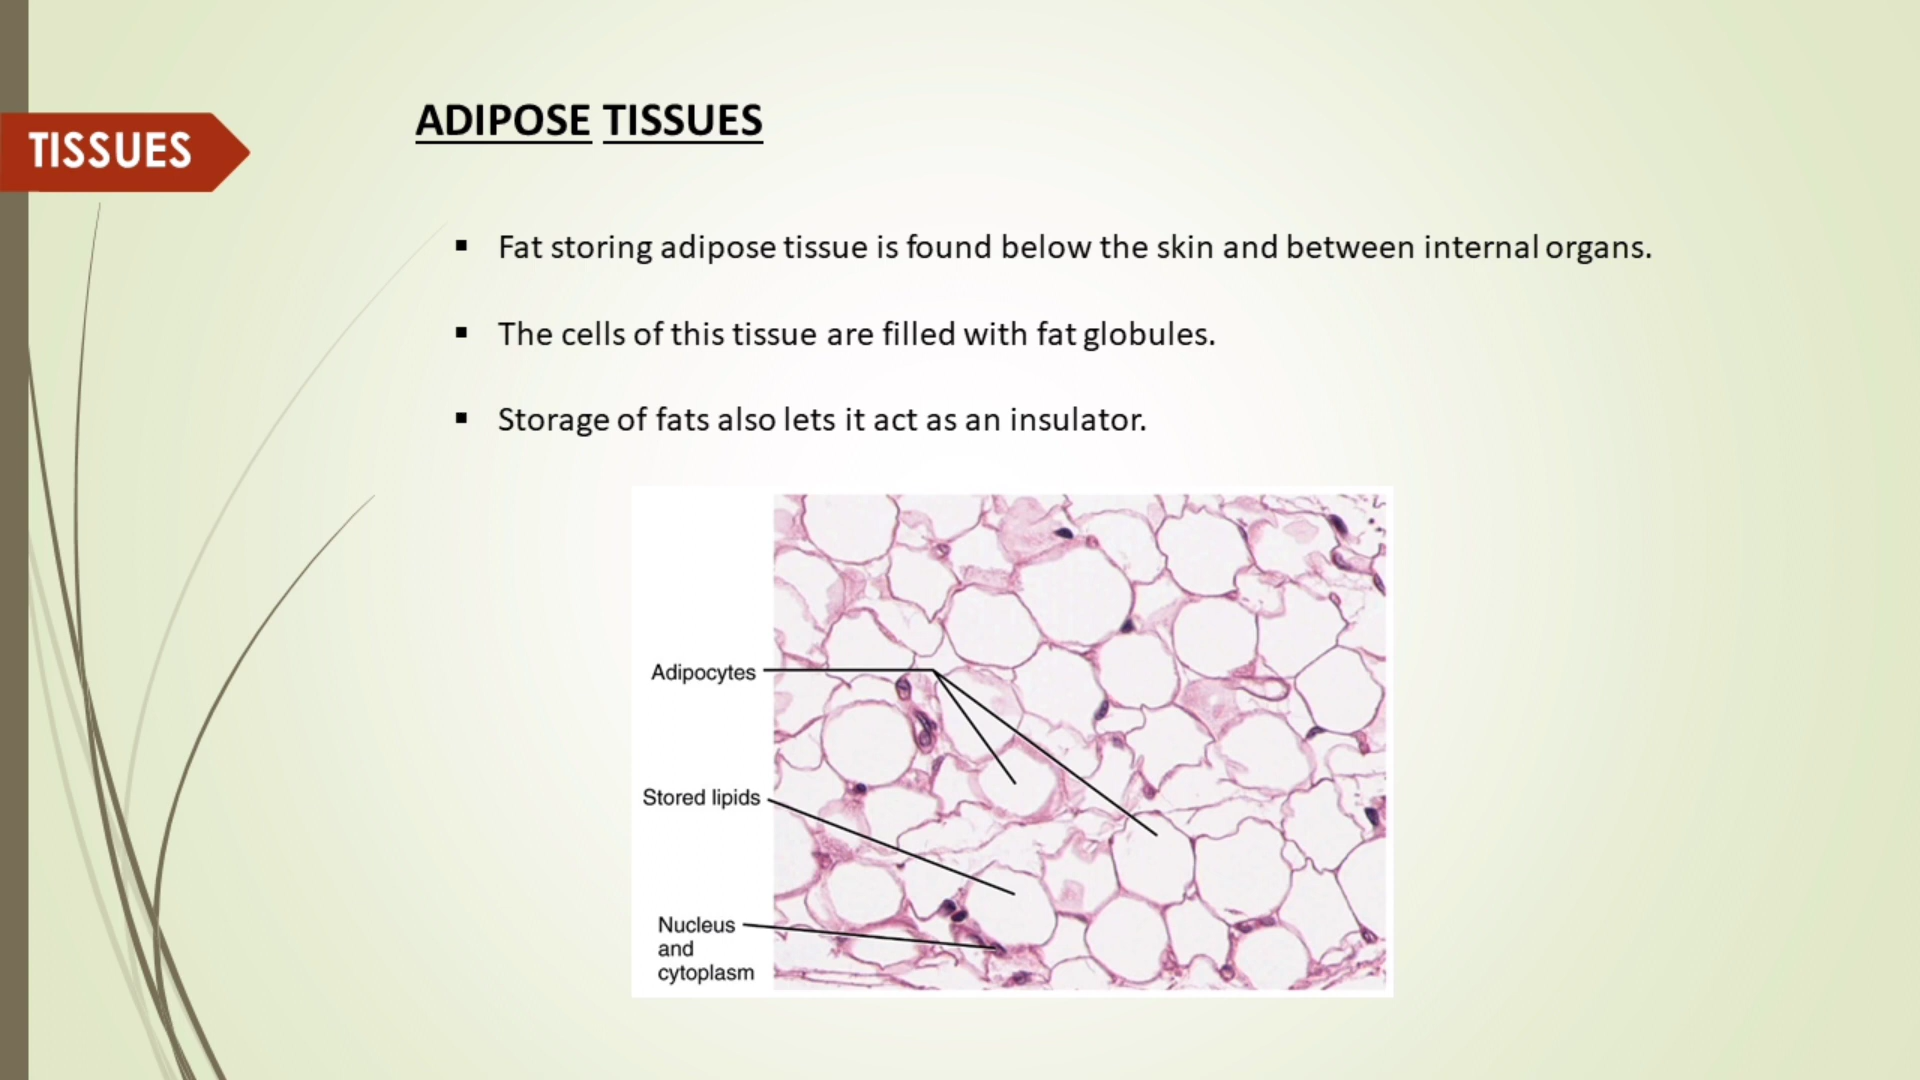 TISSUES
ADIPOSE TISSUES
Fat storing adipose tissue is found below the skin and between internal organs.
The cells of this tissue are filled with fat globules.
Storage of fats also lets it act as an insulator.
Adipocytes
Stored lipids
Nucleus
and
cytoplasm